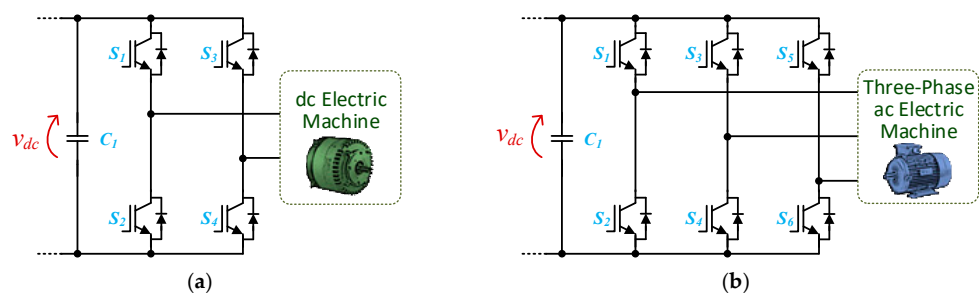 S1
S3
dc Electric
Machine
vdc
C1
S2
S4
(a)
S1
S3
S5
Three-Phase
ac Electric
Machine
vdc
C1
S2
S4
S6
(b)